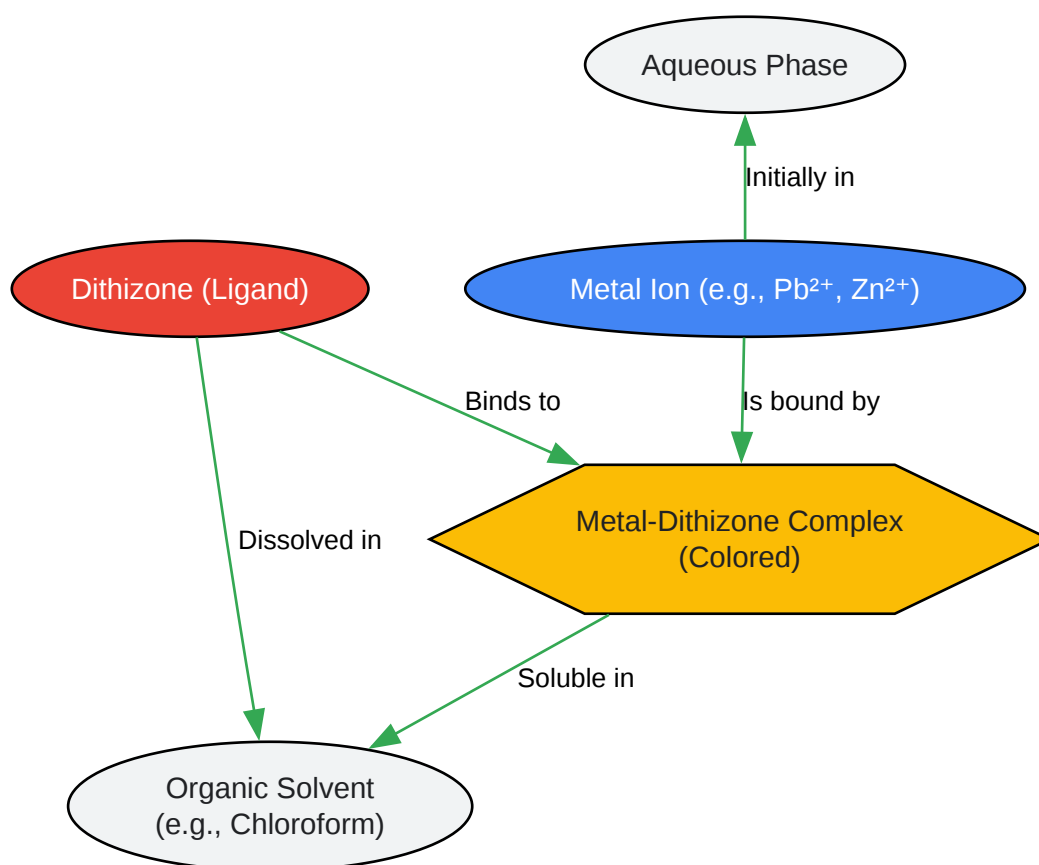 Aqueous Phase
Initially in
Dithizone (Ligand)
Metal Ion (e.g., Pb²⁺, Zn²⁺)
Binds to
Is bound by
Metal-Dithizone Complex
(Colored)
Dissolved in
Soluble in
Organic Solvent
(e.g., Chloroform)